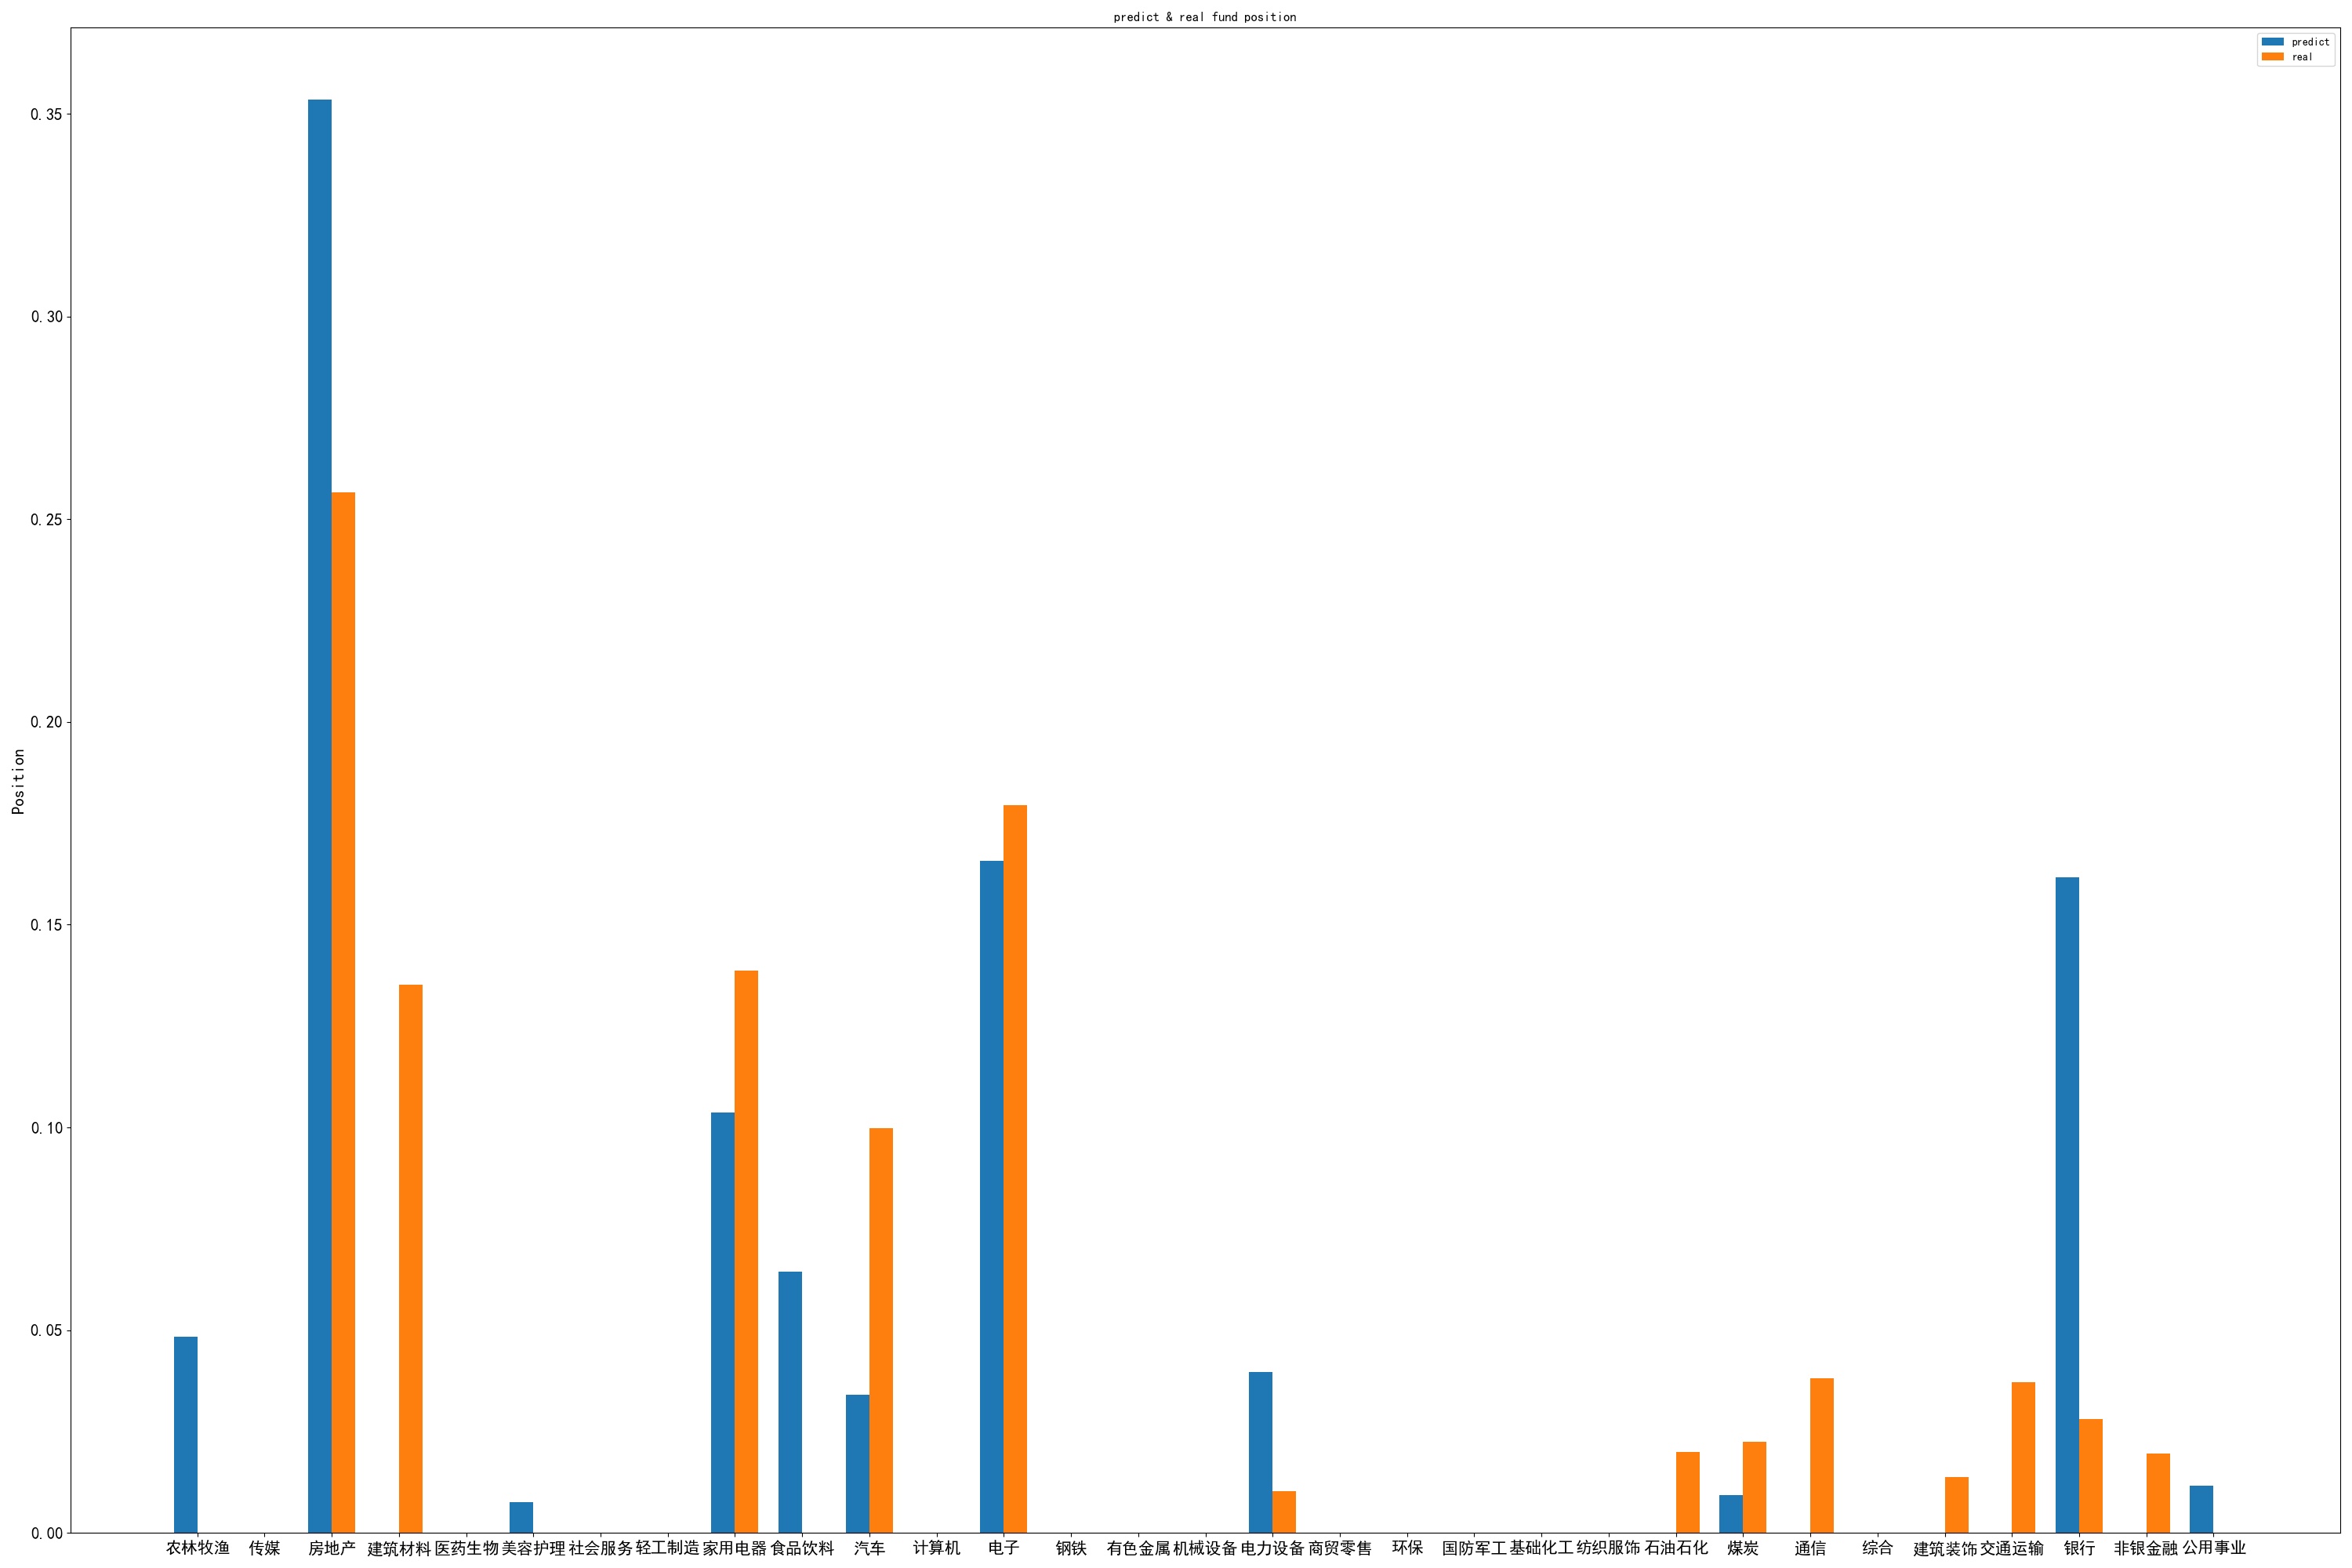 predict & real fund position
predict
real
0.35
0.30
0.25
0.20
0.15
0.10
0.05
0.00
Position
农林牧渔 传媒 房地产 建筑材料 医药生物 美容护理 社会服务 轻工制造 家用电器 食品饮料 汽车 计算机 电子 钢铁 有色金属 机械设备 电力设备 商贸零售 环保 国防军工 基础化工 纺织服饰 石油石化 煤炭 通信 综合 建筑装饰 交通运输 银行 非银金融 公用事业